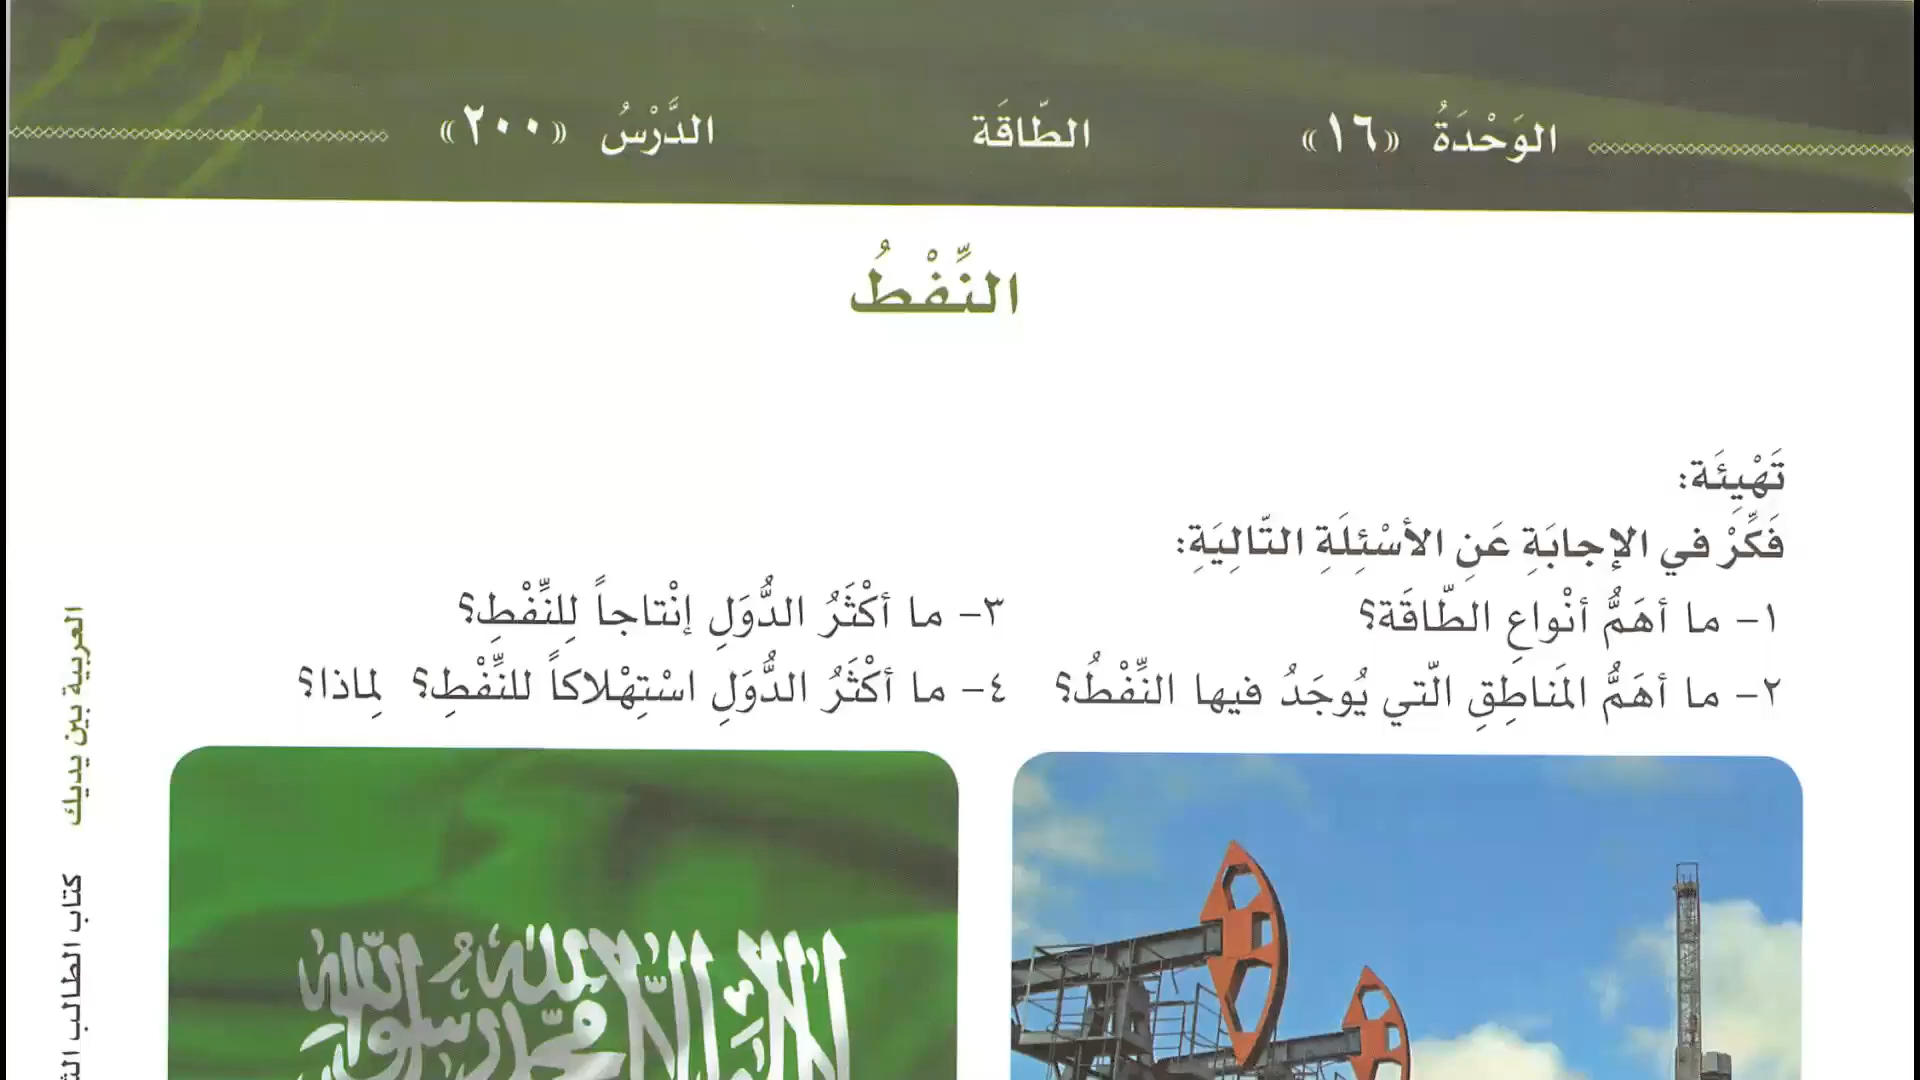 الوَحْدَةُ «١٦» الطّاقَة الدَّرْسُ «٢٠٠»
النِّفْطُ
تَهْيِئَة:
فَكِّرْ في الإجابَةِ عَنِ الأسْئِلَةِ التّالِيَةِ:
١- ما أهَمُّ أنْواعِ الطّاقَة؟
٢- ما أهَمُّ المَناطِقِ الّتي يُوجَدُ فيها النِّفْطُ؟
٣- ما أكْثَرُ الدُّوَلِ إنْتاجاً لِلنِّفْطِ؟
٤- ما أكْثَرُ الدُّوَلِ اسْتِهْلاكاً للنِّفْطِ؟ لِماذا؟
لا إله إلا الله محمد رسول الله
العربية بين يديك كتاب الطالب